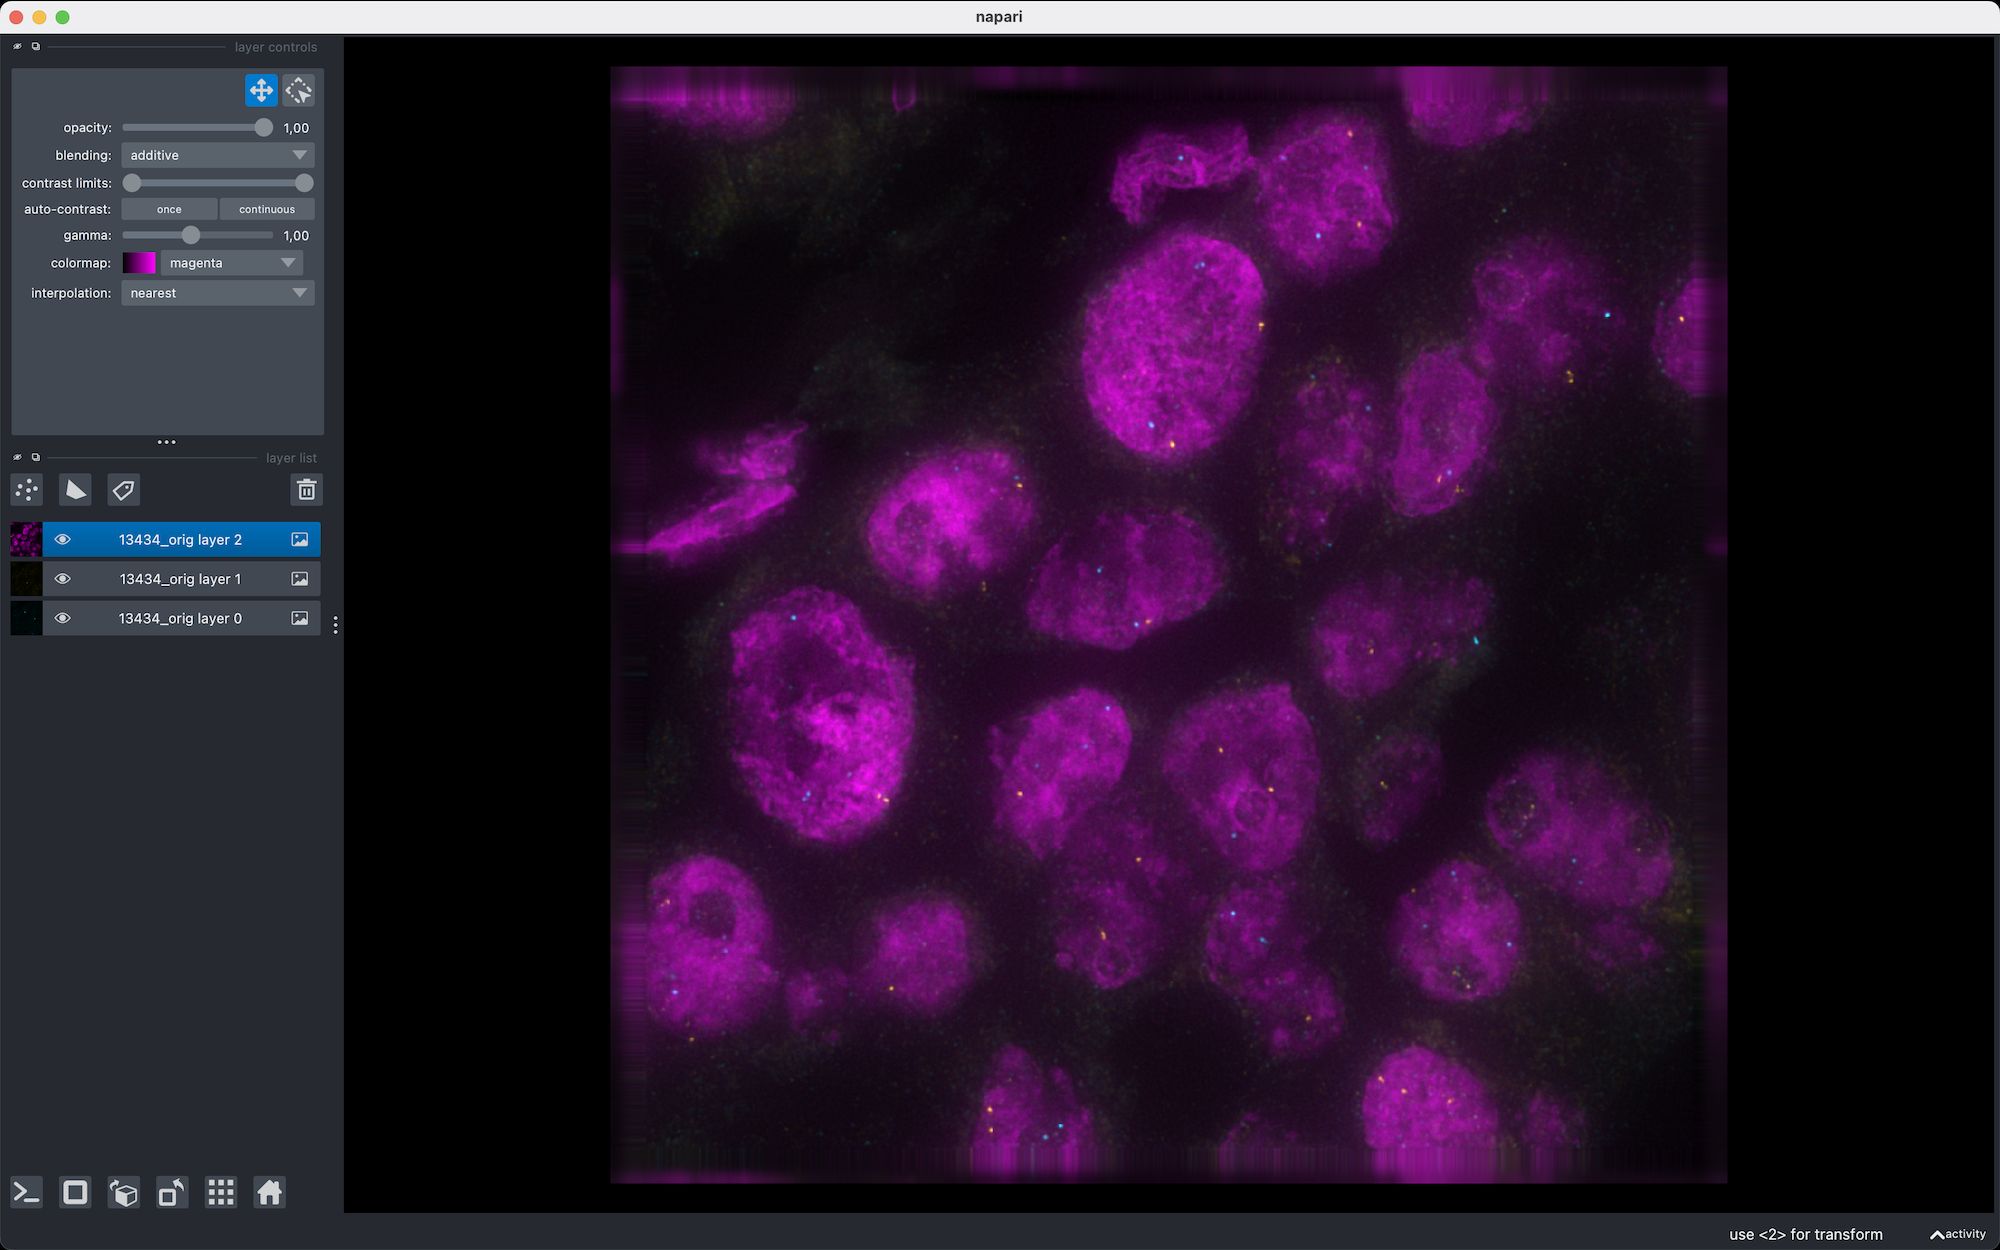 napari
layer controls
opacity: 1,00
blending: additive
contrast limits:
auto-contrast: once continuous
gamma: 1,00
colormap: magenta
interpolation: nearest
layer list
13434_orig layer 2
13434_orig layer 1
13434_orig layer 0
use <2> for transform activity